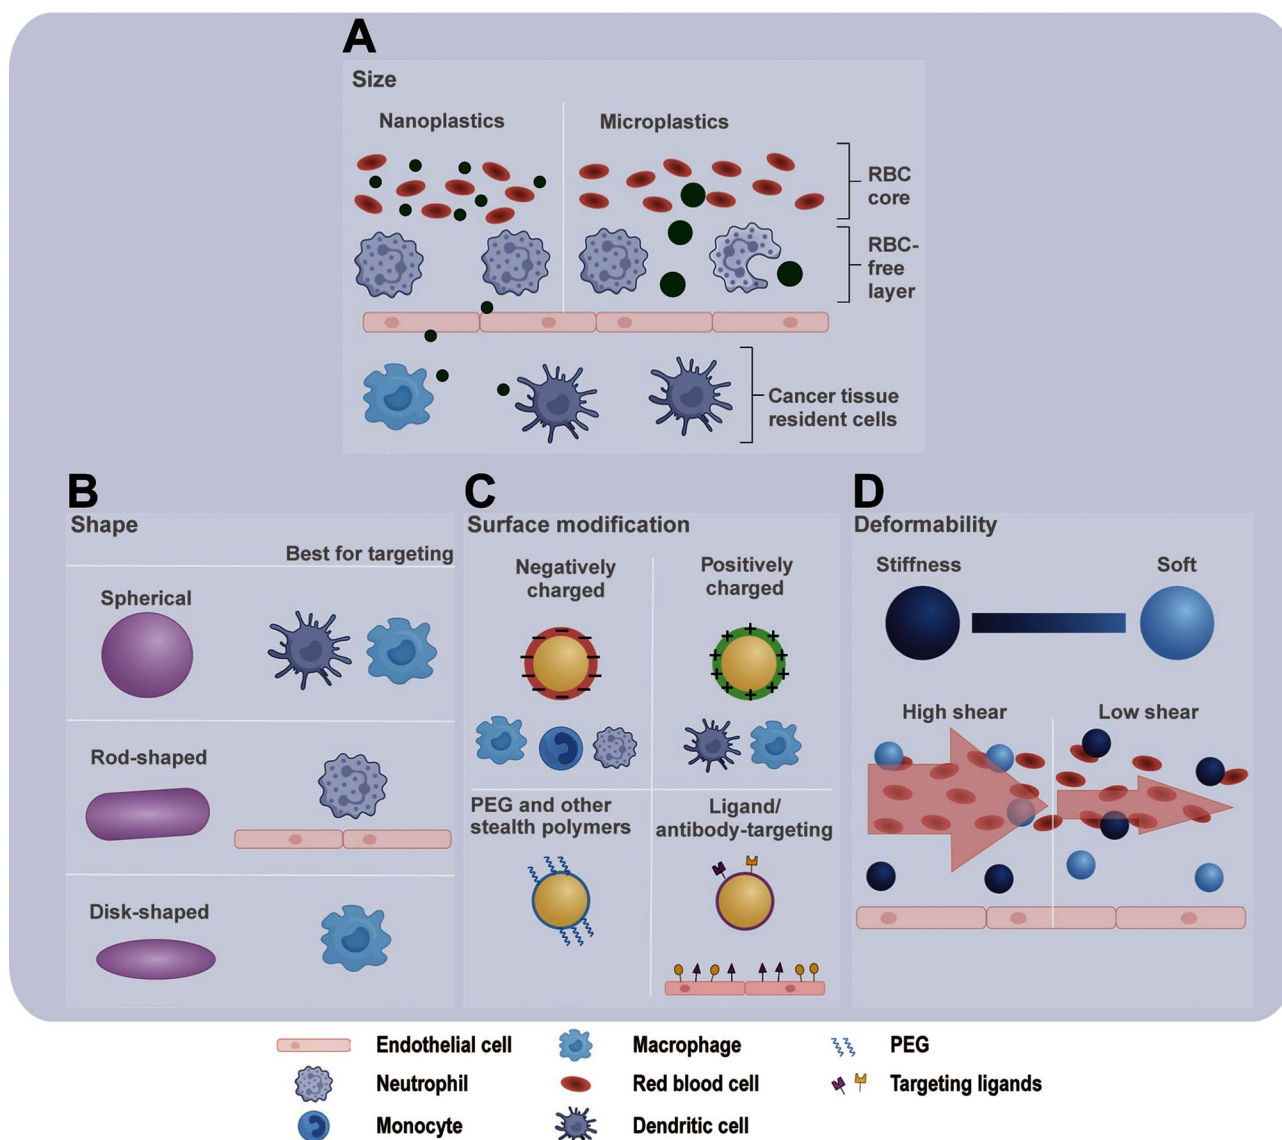 A
Size
Nanoplastics
Microplastics
RBC
core
RBC-
free
layer
Cancer tissue
resident cells
B
Shape
Best for targeting
Spherical
Rod-shaped
Disk-shaped
C
Surface modification
Negatively
charged
Positively
charged
PEG and other
stealth polymers
Ligand/
antibody-targeting
D
Deformability
Stiffness
Soft
High shear
Low shear
Endothelial cell
Macrophage
PEG
Neutrophil
Red blood cell
Targeting ligands
Monocyte
Dendritic cell